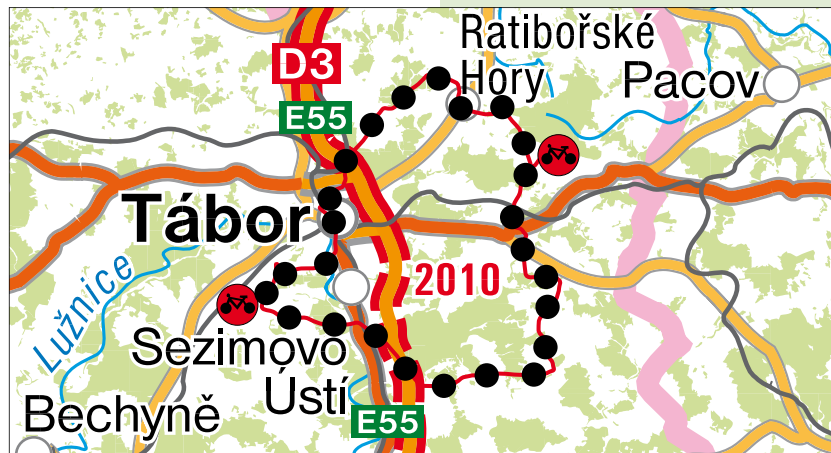 Ratibořské
Hory
Pacov
D3
E55
Tábor
2010
Lužnice
Sezimovo
Ústí
E55
Bechyně